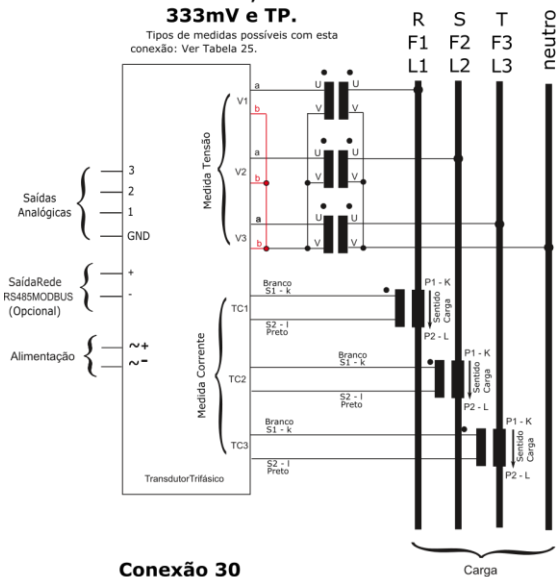 333mV e TP.
Tipos de medidas possíveis com esta
conexão: Ver Tabela 25.
R S T
F1 F2 F3
L1 L2 L3
neutro
Medida Tensão
V1
a
b
V2
a
b
V3
a
b
U U
V V
U U
V V
U U
V V
Saídas
Analógicas
3
2
1
GND
SaídaRede
RS485MODBUS
(Opcional)
+
-
Alimentação
~+
~-
Medida Corrente
TC1
Branco
S1 - k
S2 - l
Preto
P1 - K
Sentido
Carga
P2 - L
TC2
Branco
S1 - k
S2 - l
Preto
P1 - K
Sentido
Carga
P2 - L
TC3
Branco
S1 - k
S2 - l
Preto
P1 - K
Sentido
Carga
P2 - L
TransdutorTrifásico
Conexão 30
Carga